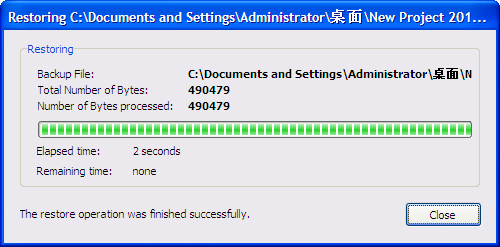 Restoring C:\Documents and Settings\Administrator\桌面\New Project 201...
Restoring
Backup File: C:\Documents and Settings\Administrator\桌面\N
Total Number of Bytes: 490479
Number of Bytes processed: 490479
Elapsed time: 2 seconds
Remaining time: none
The restore operation was finished successfully.
Close